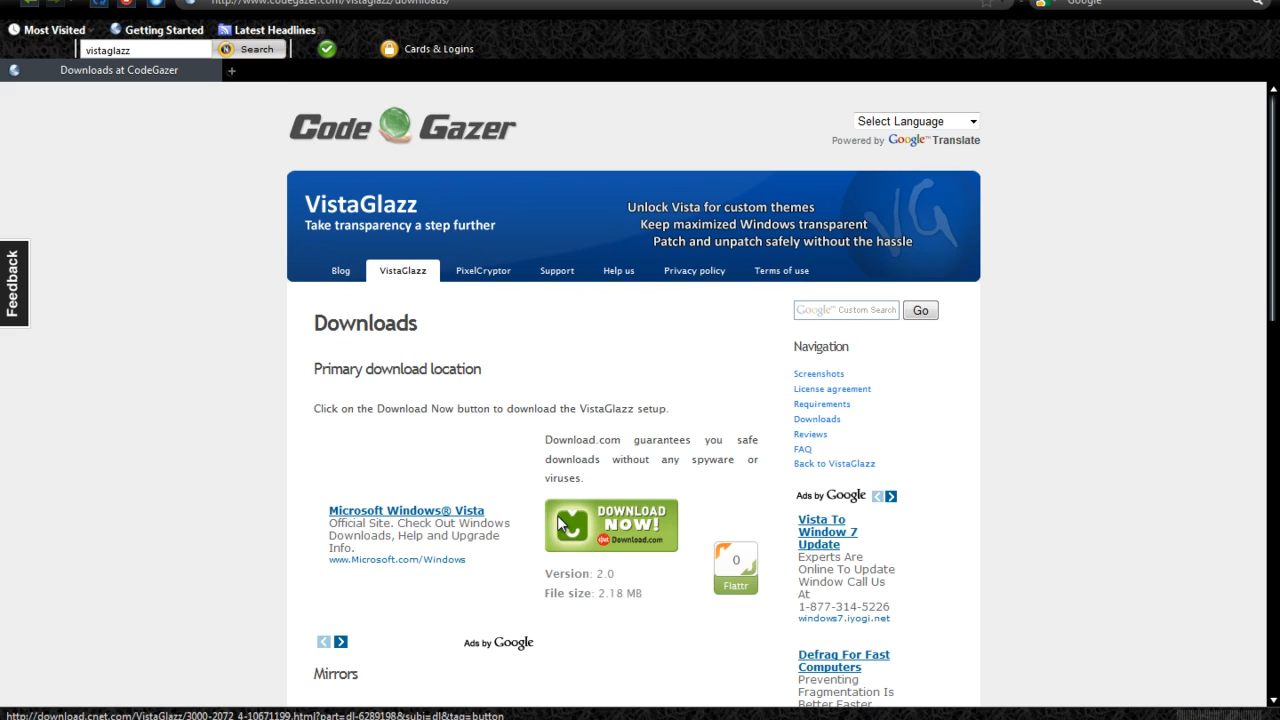 http://www.codegazer.com/vistaglazz/downloads/
Google
Most Visited
Getting Started
Latest Headlines
vistaglazz
Search
Cards & Logins
Downloads at CodeGazer
Code Gazer
Select Language
Powered by Google™ Translate
VistaGlazz
Take transparency a step further
Unlock Vista for custom themes
Keep maximized Windows transparent
Patch and unpatch safely without the hassle
VG
Blog
VistaGlazz
PixelCryptor
Support
Help us
Privacy policy
Terms of use
Feedback
Downloads
Primary download location
Click on the Download Now button to download the VistaGlazz setup.
Download.com guarantees you safe
downloads without any spyware or
viruses.
Microsoft Windows® Vista
Official Site. Check Out Windows
Downloads, Help and Upgrade
Info.
www.Microsoft.com/Windows
DOWNLOAD
NOW!
Download.com
Version: 2.0
File size: 2.18 MB
0
Flattr
Ads by Google
Mirrors
Google™ Custom Search
Go
Navigation
Screenshots
License agreement
Requirements
Downloads
Reviews
FAQ
Back to VistaGlazz
Ads by Google
Vista To
Window 7
Update
Experts Are
Online To Update
Window Call Us
At
1-877-314-5226
windows7.iyogi.net
Defrag For Fast
Computers
Preventing
Fragmentation Is
Better Faster
http://download.cnet.com/VistaGlazz/3000-2072_4-10671199.html?part=dl-6289198&subj=dl&tag=button